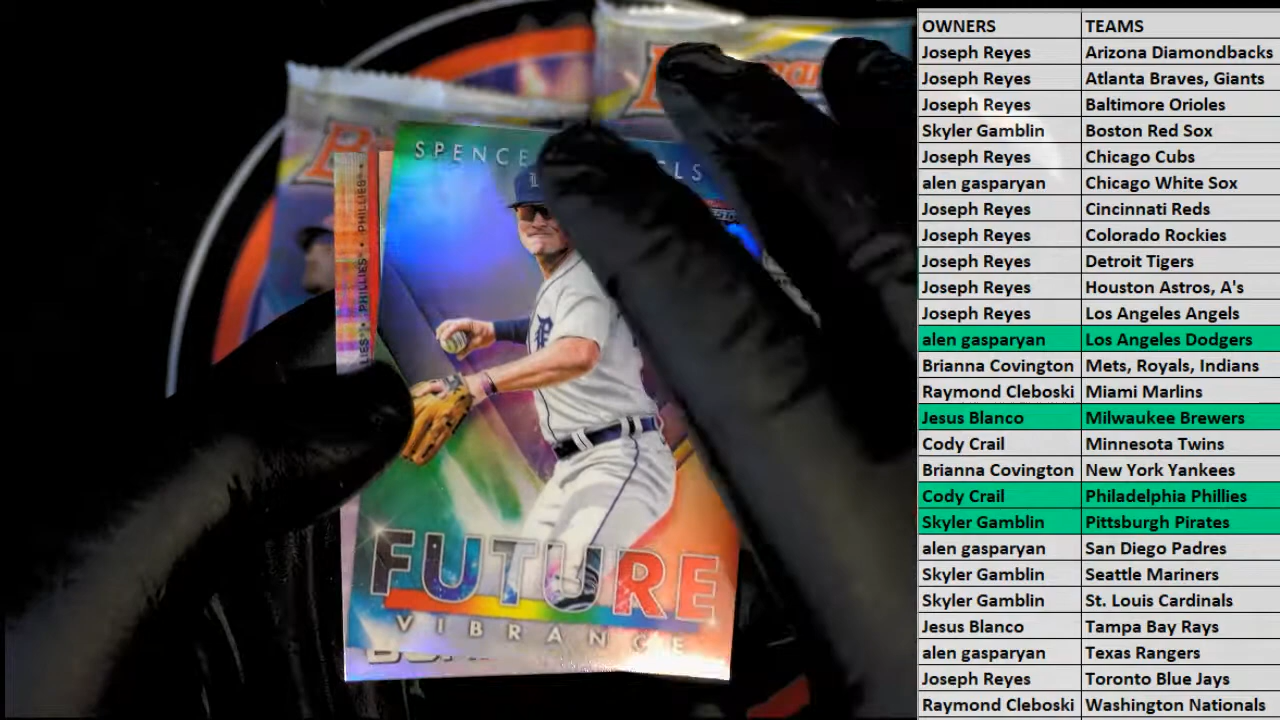 SPENCE
LS
FUTURE
VIBRANCE
LIES • PHILLIES • PHILLIES •
OWNERS TEAMS
Joseph Reyes Arizona Diamondbacks
Joseph Reyes Atlanta Braves, Giants
Joseph Reyes Baltimore Orioles
Skyler Gamblin Boston Red Sox
Joseph Reyes Chicago Cubs
alen gasparyan Chicago White Sox
Joseph Reyes Cincinnati Reds
Joseph Reyes Colorado Rockies
Joseph Reyes Detroit Tigers
Joseph Reyes Houston Astros, A's
Joseph Reyes Los Angeles Angels
alen gasparyan Los Angeles Dodgers
Brianna Covington Mets, Royals, Indians
Raymond Cleboski Miami Marlins
Jesus Blanco Milwaukee Brewers
Cody Crail Minnesota Twins
Brianna Covington New York Yankees
Cody Crail Philadelphia Phillies
Skyler Gamblin Pittsburgh Pirates
alen gasparyan San Diego Padres
Skyler Gamblin Seattle Mariners
Skyler Gamblin St. Louis Cardinals
Jesus Blanco Tampa Bay Rays
alen gasparyan Texas Rangers
Joseph Reyes Toronto Blue Jays
Raymond Cleboski Washington Nationals